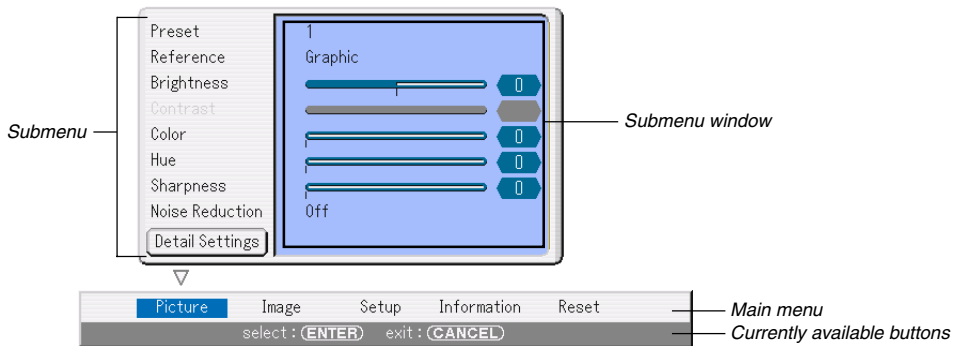 Preset 1
Reference Graphic
Brightness 0
Contrast
Color 0
Hue 0
Sharpness 0
Noise Reduction Off
Detail Settings
Submenu
Submenu window
Picture Image Setup Information Reset
Main menu
select : ENTER exit : CANCEL
Currently available buttons